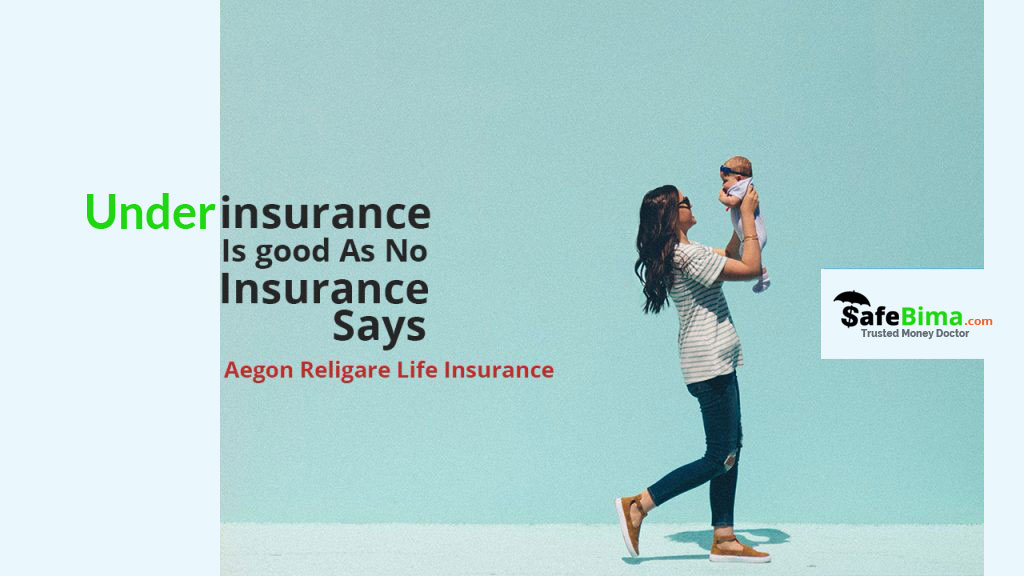 Underinsurance
Is good As No
Insurance
Says
Aegon Religare Life Insurance
SafeBima.com
Trusted Money Doctor